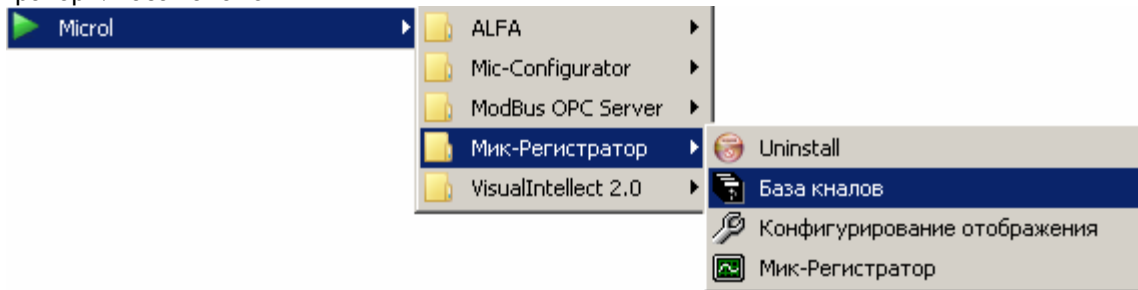 Microl
ALFA
Mic-Configurator
ModBus OPC Server
Мик-Регистратор
Uninstall
VisualIntellect 2.0
База кналов
Конфигурирование отображения
Мик-Регистратор